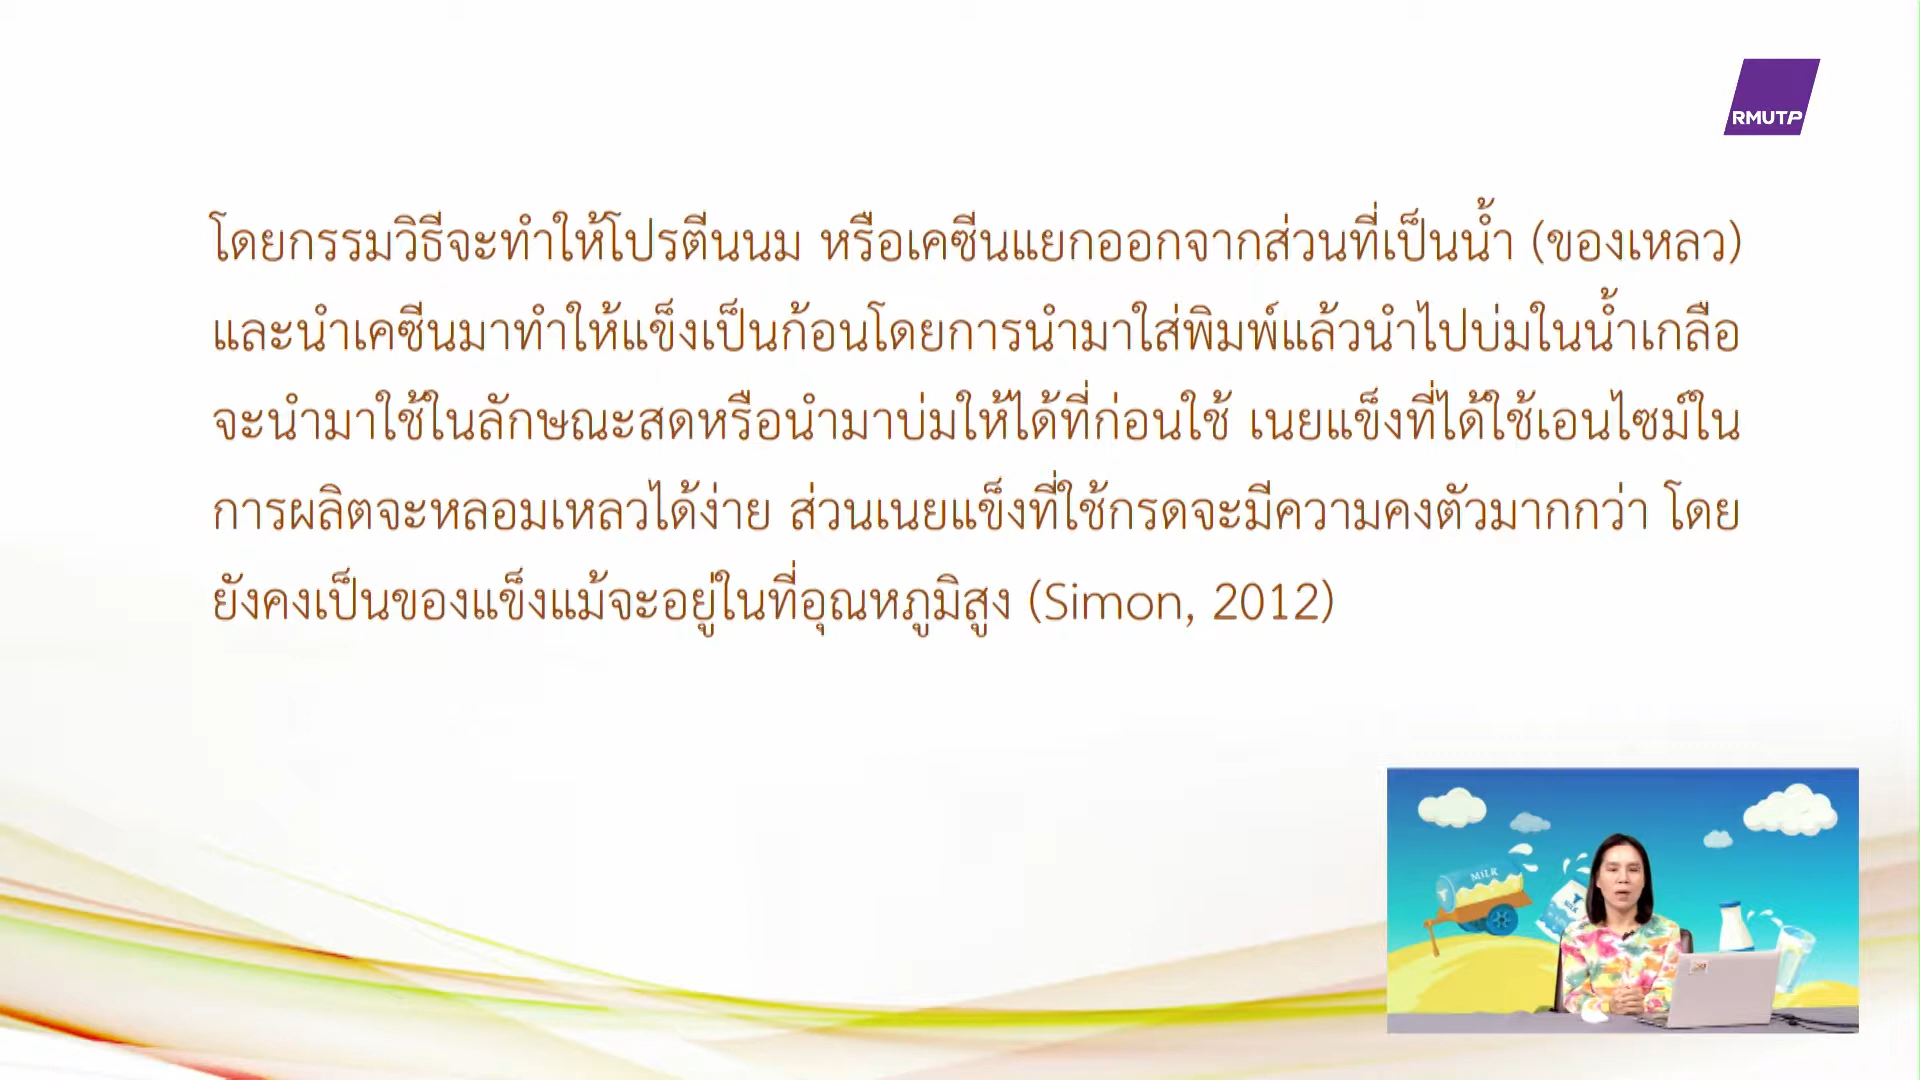 RMUTP
โดยกรรมวิธีจะทำให้โปรตีนนม หรือเคซีนแยกออกจากส่วนที่เป็นน้ำ (ของเหลว)
และนำเคซีนมาทำให้แข็งเป็นก้อนโดยการนำมาใส่พิมพ์แล้วนำไปบ่มในน้ำเกลือ
จะนำมาใช้ในลักษณะสดหรือนำมาบ่มให้ได้ที่ก่อนใช้ เนยแข็งที่ได้ใช้เอนไซม์ใน
การผลิตจะหลอมเหลวได้ง่าย ส่วนเนยแข็งที่ใช้กรดจะมีความคงตัวมากกว่า โดย
ยังคงเป็นของแข็งแม้จะอยู่ในที่อุณหภูมิสูง (Simon, 2012)
MILK
MILK